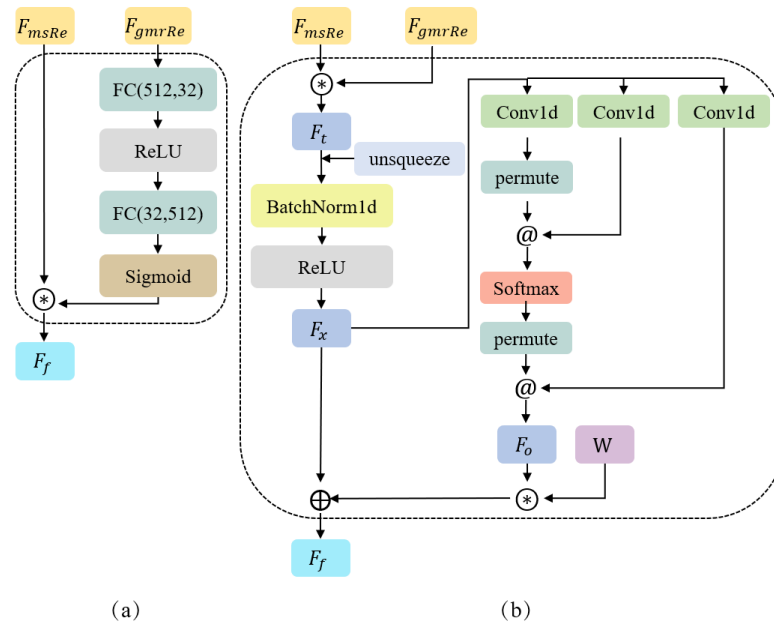 F_msRe F_gmrRe
FC(512,32)
ReLU
FC(32,512)
Sigmoid
⊛
F_f
(a)
F_msRe F_gmrRe
⊛
F_t
unsqueeze
BatchNorm1d
ReLU
F_x
Conv1d Conv1d Conv1d
permute
@
Softmax
permute
@
F_o W
⊕ ⊛
F_f
(b)